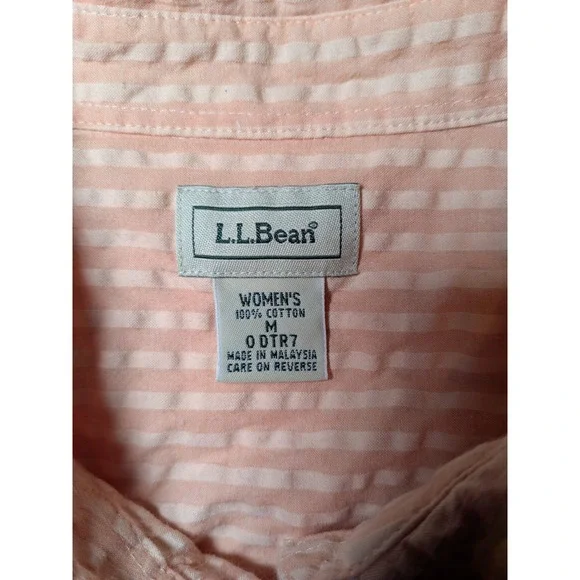 L.L.Bean®
WOMEN'S
100% COTTON
M
0 DTR7
MADE IN MALAYSIA
CARE ON REVERSE